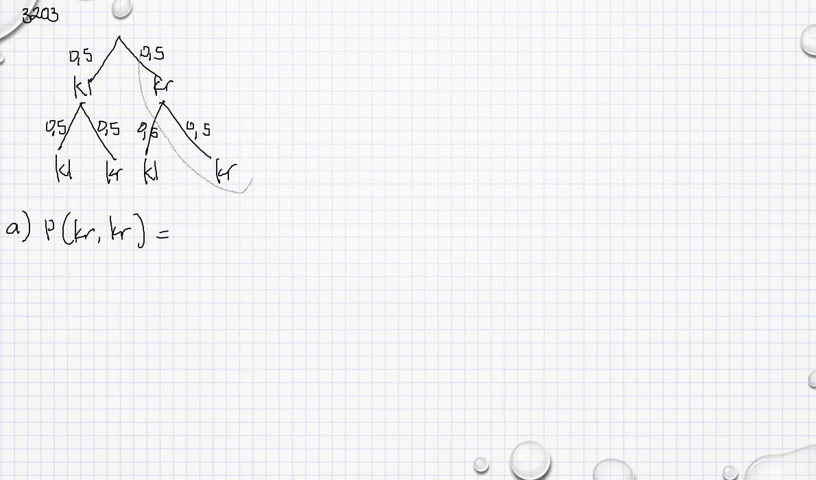 3203
0,5 0,5
kl kr
0,5 0,5 0,5 0,5
kl kr kl kr
a) P(kr, kr) =